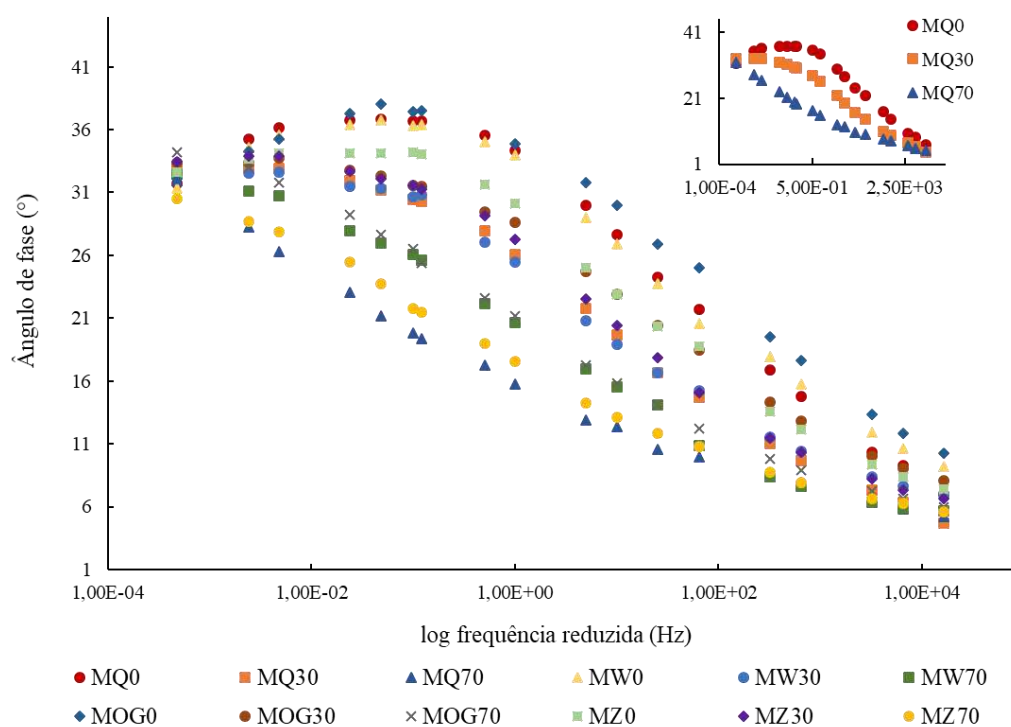 41
36
31
26
21
16
11
6
1
Ângulo de fase (°)
1,00E-04 1,00E-02 1,00E+00 1,00E+02 1,00E+04
log frequência reduzida (Hz)
41
21
1
1,00E-04 5,00E-01 2,50E+03
MQ0
MQ30
MQ70
MQ0 MQ30 MQ70 MW0 MW30 MW70
MOG0 MOG30 MOG70 MZ0 MZ30 MZ70